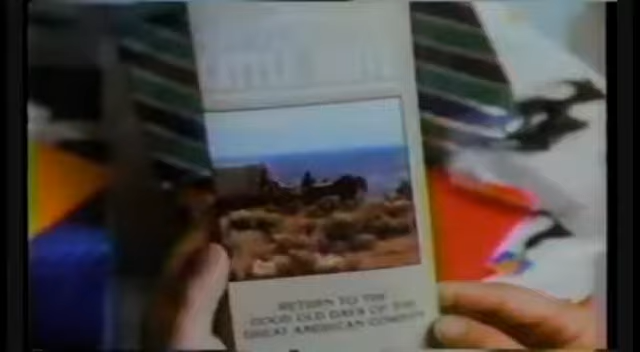 RETURN TO THE
GOOD OLD DAYS OF THE
GREAT AMERICAN COWBOY